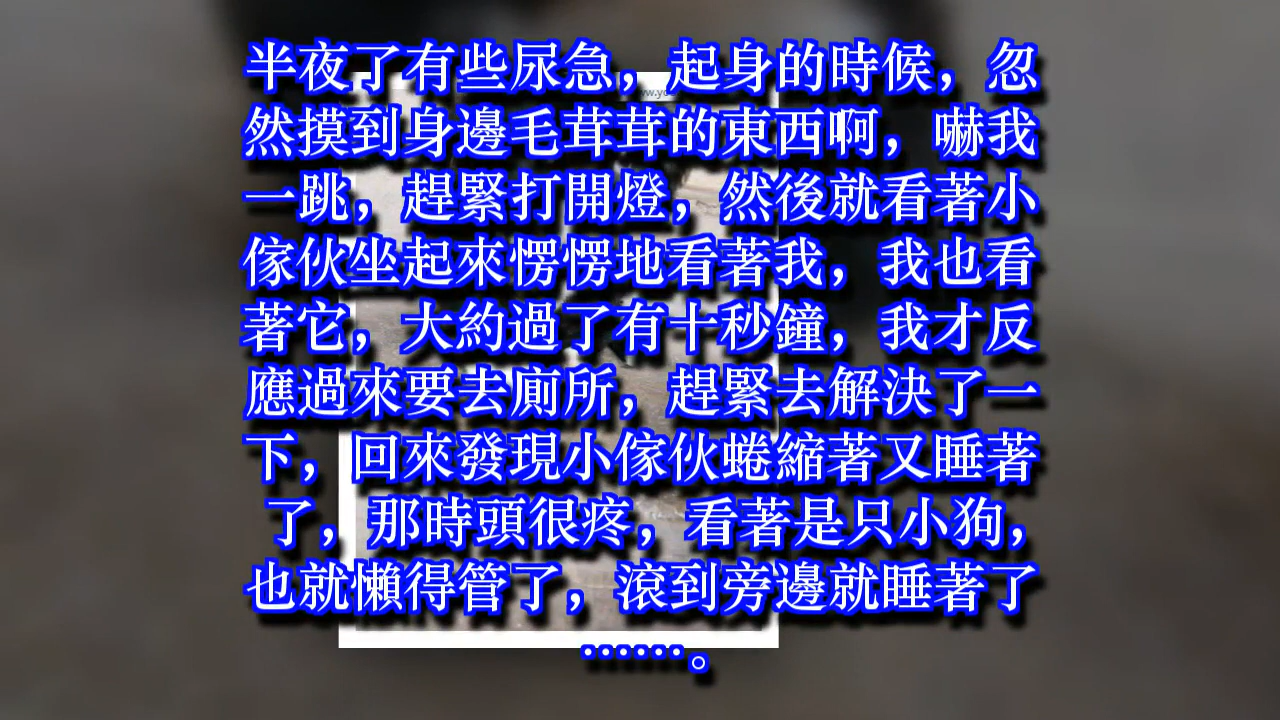 半夜了有些尿急，起身的時候，忽
然摸到身邊毛茸茸的東西啊，嚇我
一跳，趕緊打開燈，然後就看著小
傢伙坐起來愣愣地看著我，我也看
著它，大約過了有十秒鐘，我才反
應過來要去廁所，趕緊去解決了一
下，回來發現小傢伙蜷縮著又睡著
了，那時頭很疼，看著是只小狗，
也就懶得管了，滾到旁邊就睡著了
……。